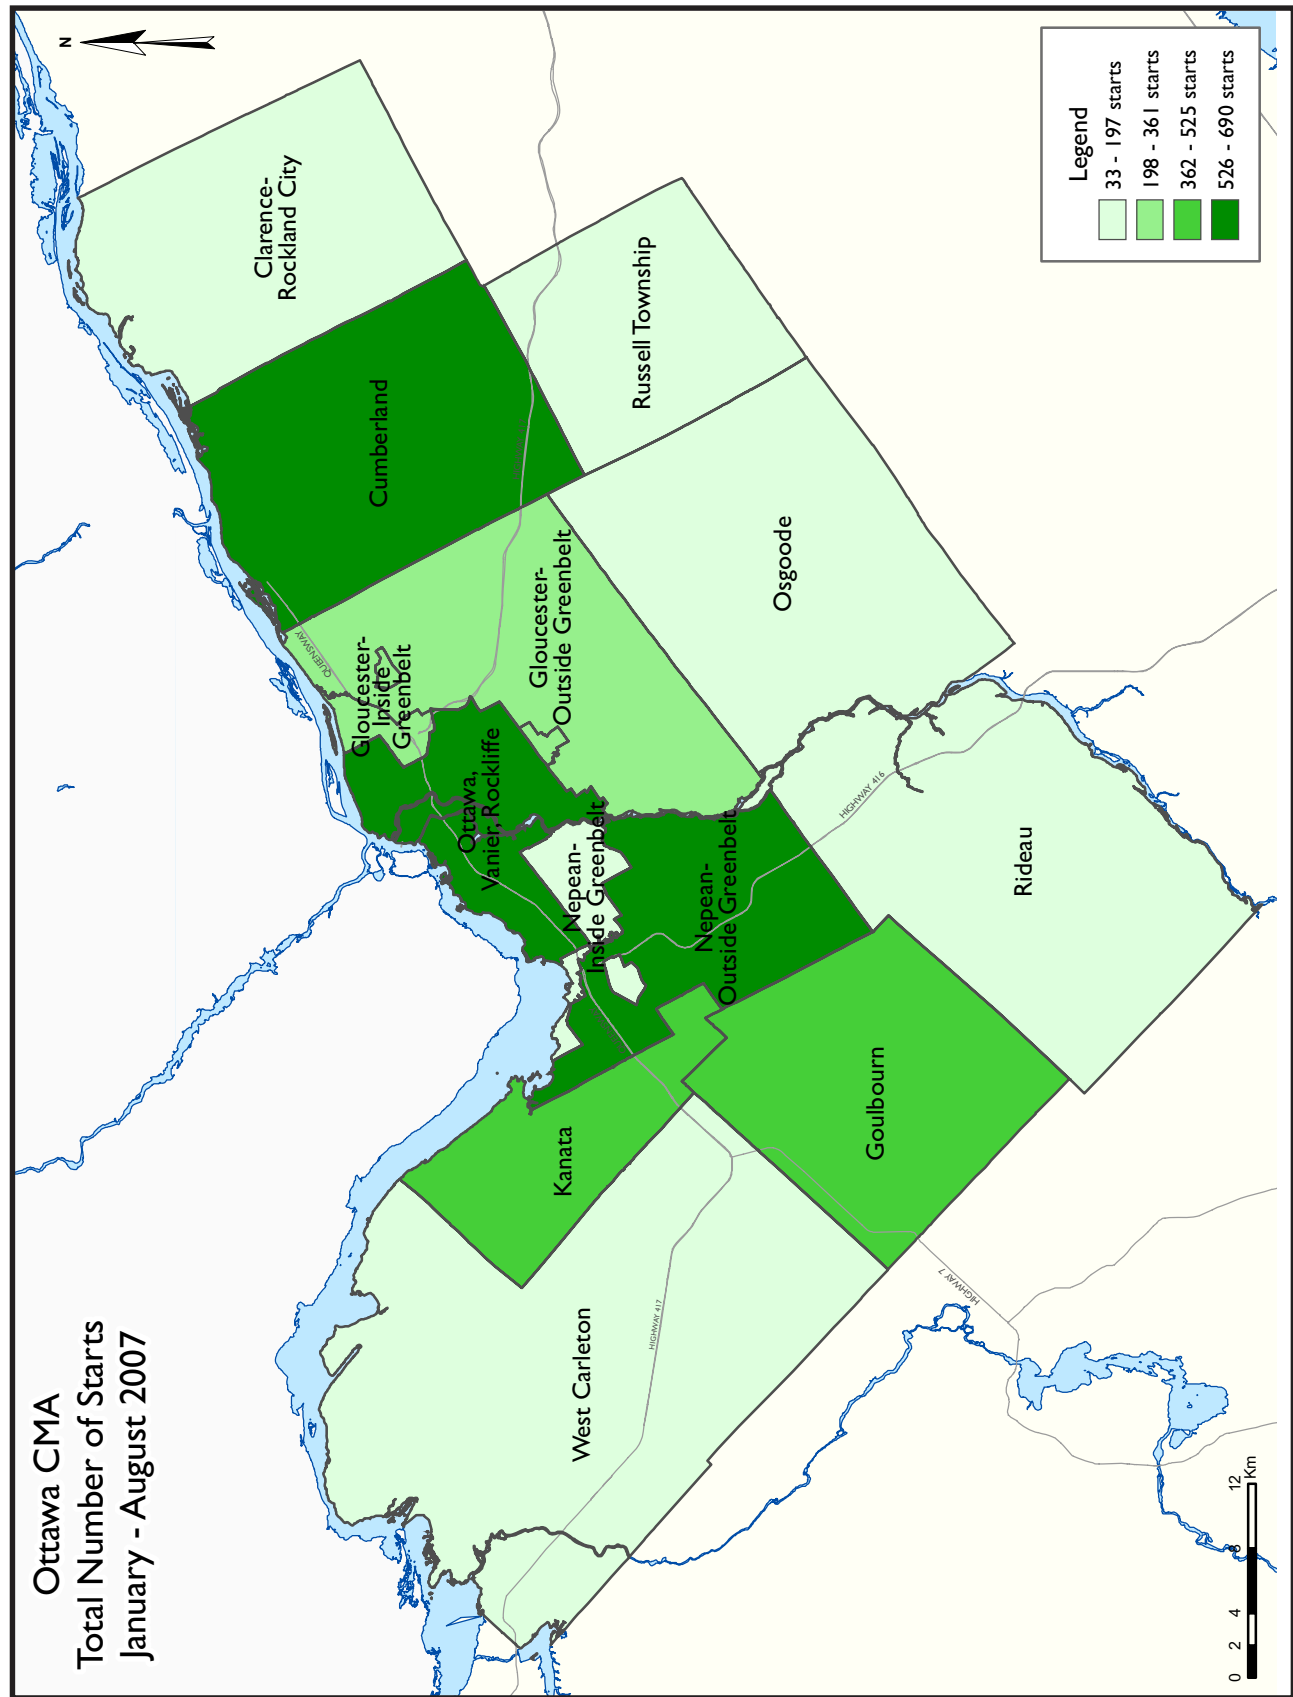 Ottawa CMA
Total Number of Starts
January - August 2007
N
Clarence-
Rockland City
Cumberland
Russell Township
Osgoode
Gloucester-
Outside Greenbelt
Gloucester-
Inside
Greenbelt
QUEENSWAY
Ottawa,
Vanier, Rockliffe
Nepean-
Inside Greenbelt
Nepean-
Outside Greenbelt
HIGHWAY 416
Rideau
Kanata
Goulbourn
West Carleton
HIGHWAY 417
HIGHWAY 7
Legend
33 - 197 starts
198 - 361 starts
362 - 525 starts
526 - 690 starts
0 2 4 8 12
Km